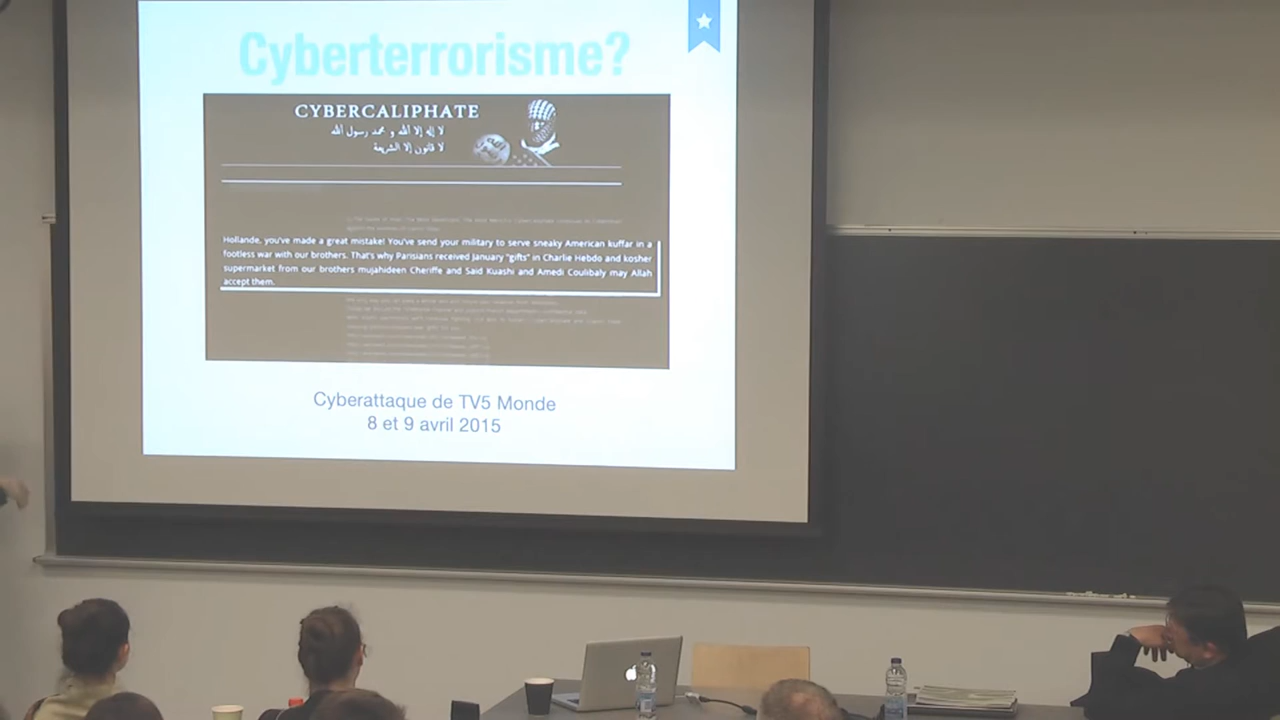 Cyberterrorisme?
CYBERCALIPHATE
لا إله إلا الله و محمد رسول الله
لا قانون إلا الشريعة
Hollande, you've made a great mistake! You've send your military to serve sneaky American kuffar in a
footless war with our brothers. That's why Parisians received January "gifts" in Charlie Hebdo and kosher
supermarket from our brothers mujahideen Cheriffe and Said Kuashi and Amedi Coulibaly may Allah
accept them.
Cyberattaque de TV5 Monde
8 et 9 avril 2015